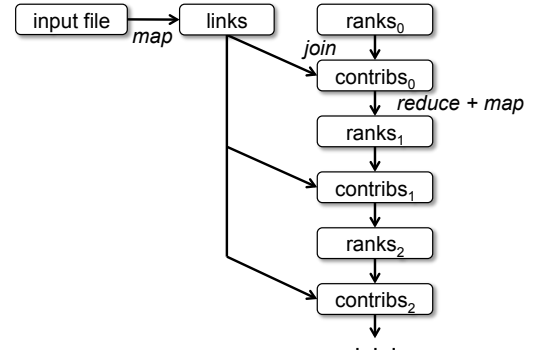 input file
map
links
ranks₀
join
contribs₀
reduce + map
ranks₁
contribs₁
ranks₂
contribs₂
. . .